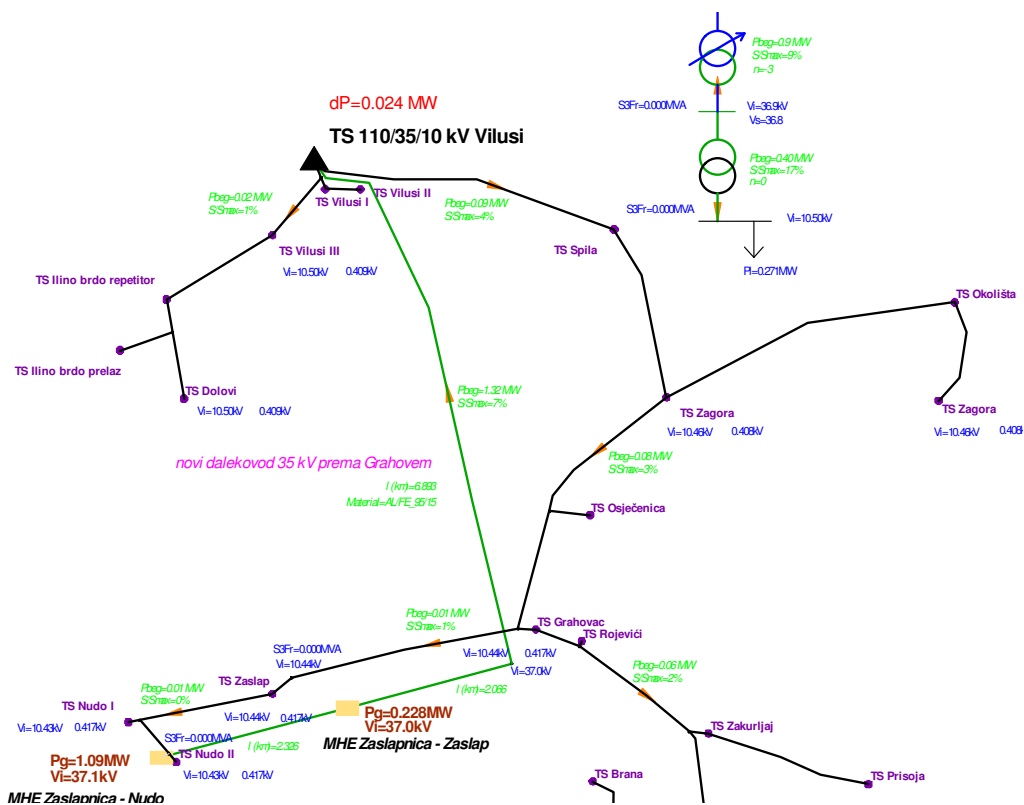 Pbeg=0.9 MW
S/Smax=9%
n=-3
S3Fr=0.000MVA
Vi=36.9kV
Vs=36.8
dP=0.024 MW
TS 110/35/10 kV Vilusi
Pbeg=0.40 MW
S/Smax=17%
n=0
S3Fr=0.000MVA
Vi=10.50kV
Pl=0.271MW
TS Vilusi I
TS Vilusi II
Pbeg=0.02 MW
S/Smax=1%
Pbeg=0.09 MW
S/Smax=4%
TS Vilusi III
Vi=10.50kV 0.409kV
TS Spila
TS Ilino brdo repetitor
TS Okolišta
TS Ilino brdo prelaz
TS Dolovi
Vi=10.50kV 0.409kV
Pbeg=1.32 MW
S/Smax=7%
TS Zagora
Vi=10.46kV 0.408kV
TS Zagora
Vi=10.46kV 0.408k
Pbeg=0.08 MW
S/Smax=3%
novi dalekovod 35 kV prema Grahovem
l (km)=6.893
Material=AL/FE_95/15
TS Osječenica
Pbeg=0.01 MW
S/Smax=1%
TS Grahovac
TS Rojevići
S3Fr=0.000MVA
Vi=10.44kV
Vi=10.44kV 0.417kV
Vi=37.0kV
Pbeg=0.06 MW
S/Smax=2%
Pbeg=0.01 MW
S/Smax=0%
TS Zaslap
l (km)=2.066
TS Nudo I
Vi=10.43kV 0.417kV
Vi=10.44kV 0.417kV
Pg=0.228MW
Vi=37.0kV
MHE Zaslapnica - Zaslap
S3Fr=0.000MVA
l (km)=2.326
TS Zakurljaj
TS Nudo II
Vi=10.43kV 0.417kV
Pg=1.09MW
Vi=37.1kV
MHE Zaslapnica - Nudo
TS Brana
TS Prisoja